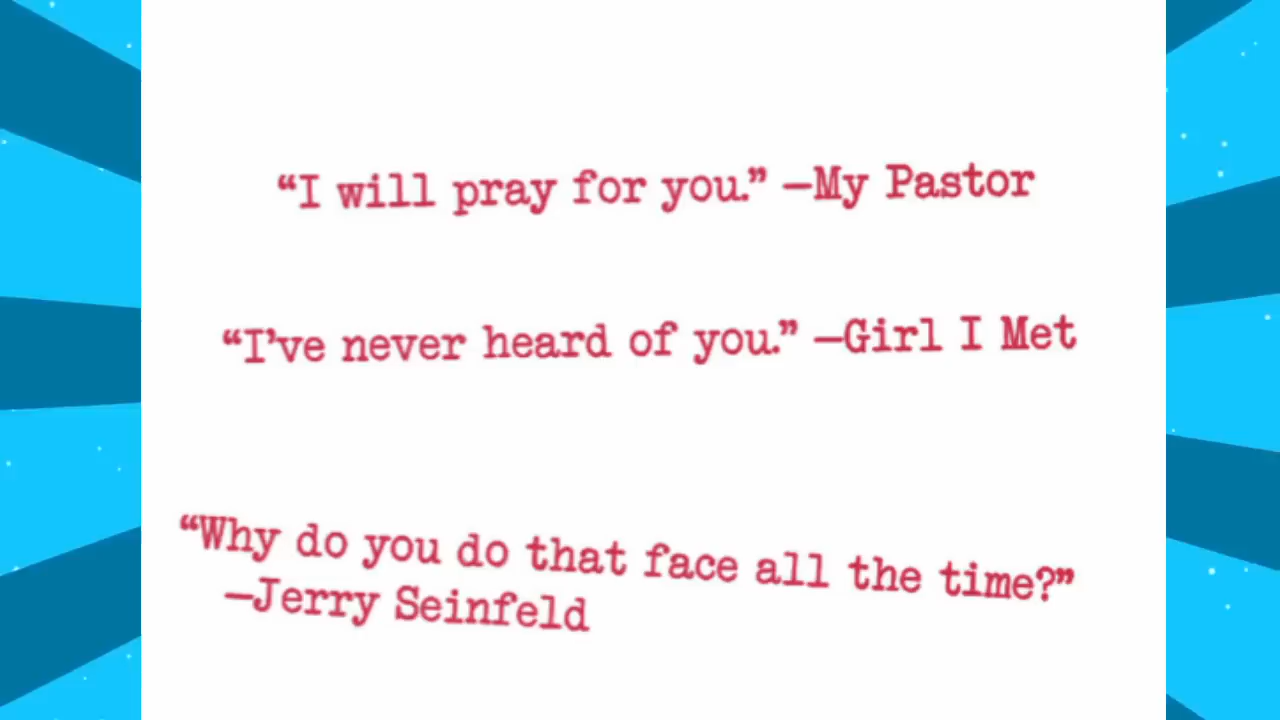 “I will pray for you.” —My Pastor
“I’ve never heard of you.” —Girl I Met
“Why do you do that face all the time?”
—Jerry Seinfeld